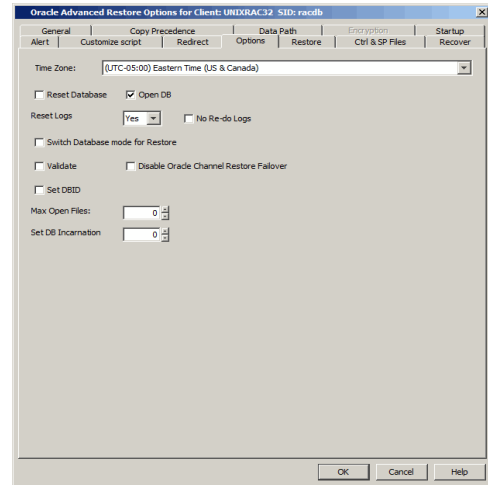 Oracle Advanced Restore Options for Client: UNIXRAC32 SID: racdb
General Copy Precedence Data Path Encryption Startup
Alert Customize script Redirect Options Restore Ctrl & SP Files Recover
Time Zone: (UTC-05:00) Eastern Time (US & Canada)
Reset Database Open DB
Reset Logs Yes No Re-do Logs
Switch Database mode for Restore
Validate Disable Oracle Channel Restore Failover
Set DBID
Max Open Files: 0
Set DB Incarnation 0
OK Cancel Help